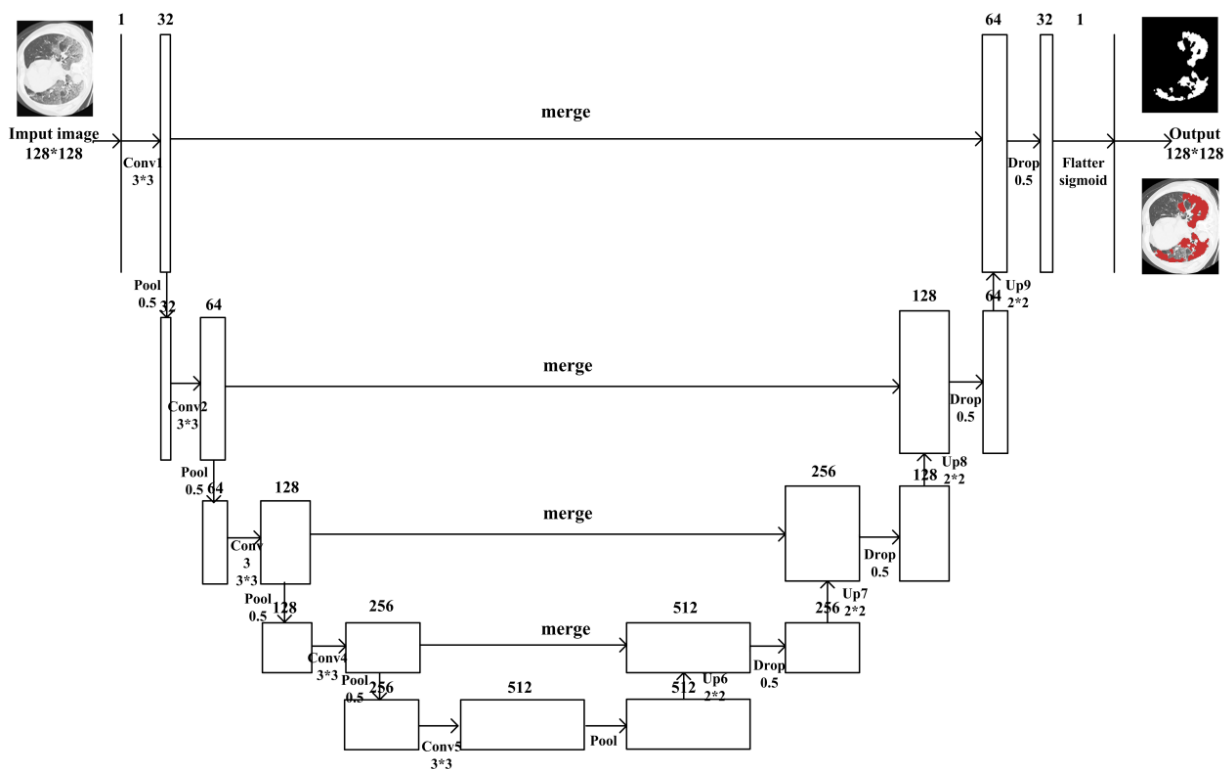 1
32
64
32
1
merge
Imput image
128*128
Conv1
3*3
Drop
0.5
Flatter
sigmoid
Output
128*128
Pool
0.5
32
64
Up9
2*2
128
64
merge
Conv2
3*3
Drop
0.5
Pool
0.5
64
128
Up8
2*2
256
128
merge
Conv
3
3*3
Drop
0.5
Pool
0.5
128
256
Up7
2*2
512
256
merge
Conv4
3*3
Drop
0.5
Pool
0.5
256
512
Up6
2*2
512
Conv5
3*3
Pool